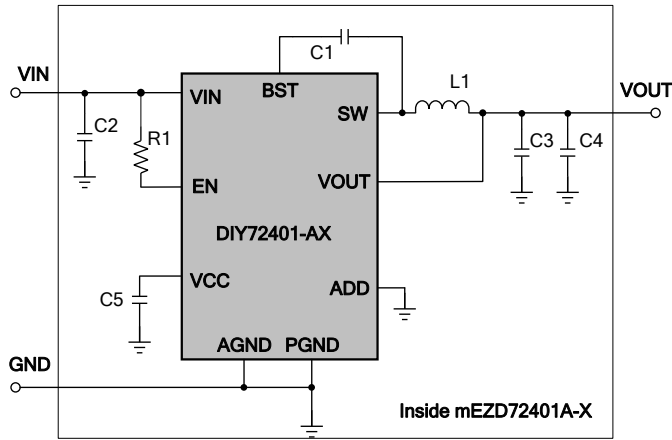 C1
VIN
VIN
BST
L1
VOUT
SW
C2
R1
C3
C4
EN
VOUT
DIY72401-AX
VCC
ADD
C5
AGND
PGND
GND
Inside mEZD72401A-X